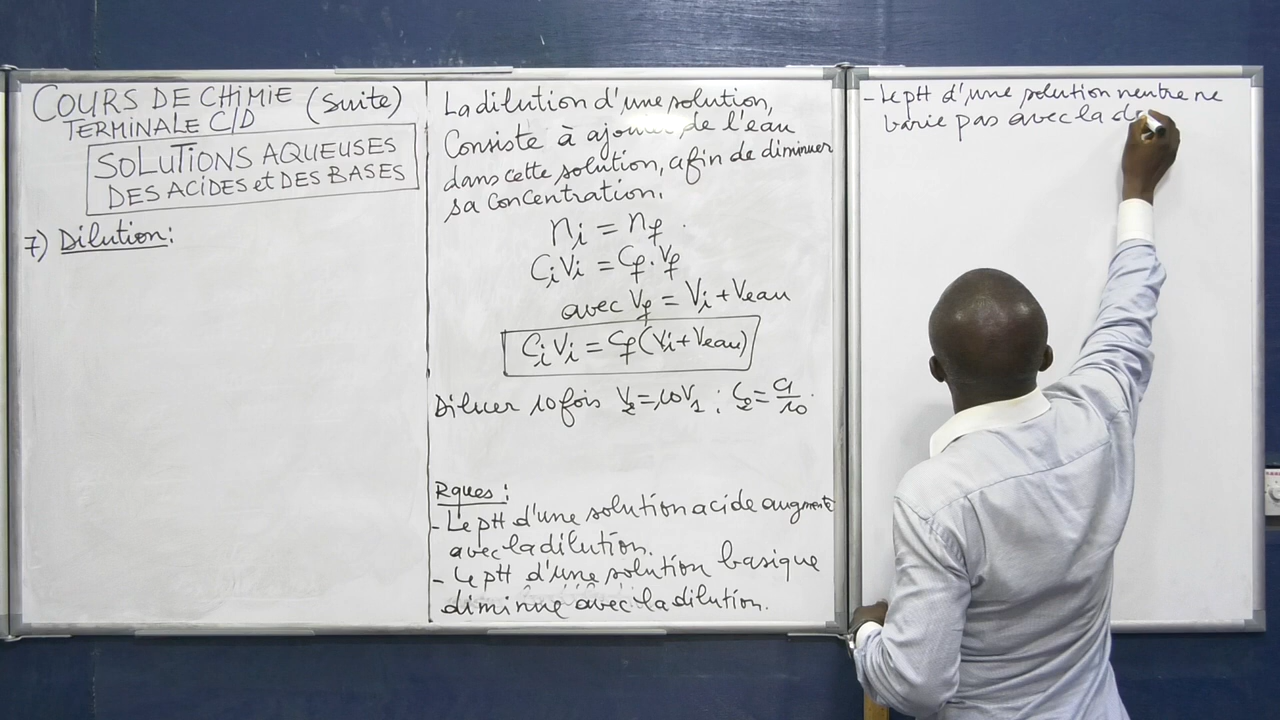 COURS DE CHIMIE (Suite)
TERMINALE C/D
SOLUTIONS AQUEUSES
DES ACIDES et DES BASES
7) Dilution:
La dilution d'une solution,
Consiste à ajouter de l'eau
dans cette solution, afin de diminuer
sa concentration.
ni = nf
CiVi = Cf.Vf
avec Vf = Vi + Veau
CiVi = Cf(Vi+Veau)
Diluer 10 fois V2=10V1 ; C2=C1/10.
Rques:
- Le pH d'une solution acide augmente
avec la dilution.
- Le pH d'une solution basique
diminue avec la dilution.
- Le pH d'une solution neutre ne
varie pas avec la